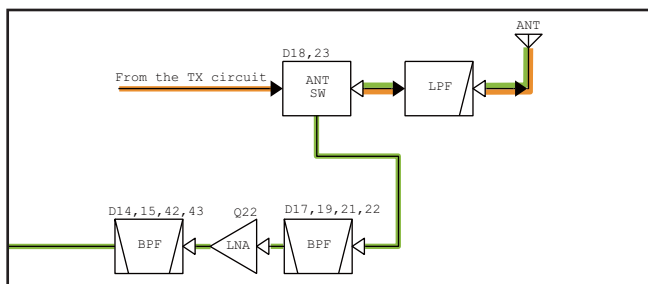 ANT
D18,23
From the TX circuit
ANT
SW
LPF
D14,15,42,43
Q22
D17,19,21,22
BPF
LNA
BPF